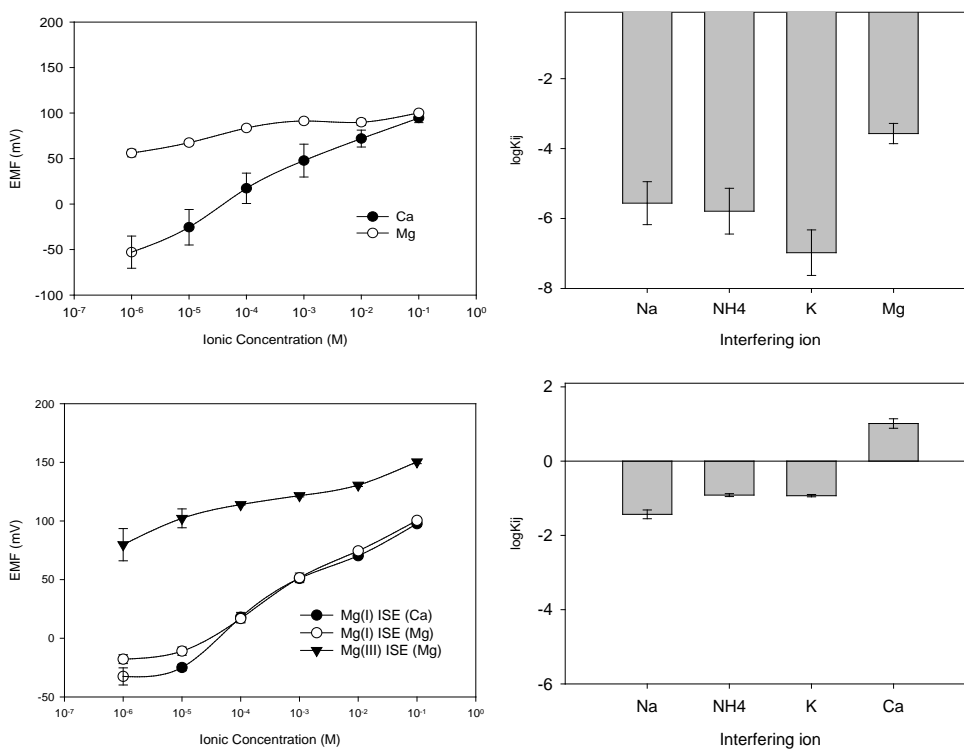 200
150
100
50
0
-50
-100
EMF (mV)
10⁻⁷ 10⁻⁶ 10⁻⁵ 10⁻⁴ 10⁻³ 10⁻² 10⁻¹ 10⁰
Ionic Concentration (M)
Ca
Mg
-2
-4
-6
-8
logKij
Na NH4 K Mg
Interfering ion
200
150
100
50
0
-50
EMF (mV)
10⁻⁷ 10⁻⁶ 10⁻⁵ 10⁻⁴ 10⁻³ 10⁻² 10⁻¹ 10⁰
Ionic Concentration (M)
Mg(I) ISE (Ca)
Mg(I) ISE (Mg)
Mg(III) ISE (Mg)
2
0
-2
-4
-6
logKij
Na NH4 K Ca
Interfering ion